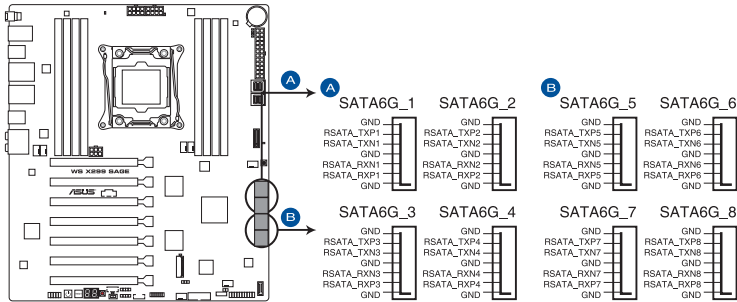 A
A
B
SATA6G_1
SATA6G_2
SATA6G_5
SATA6G_6
GND
RSATA_TXP1
RSATA_TXN1
GND
RSATA_RXN1
RSATA_RXP1
GND
GND
RSATA_TXP2
RSATA_TXN2
GND
RSATA_RXN2
RSATA_RXP2
GND
GND
RSATA_TXP5
RSATA_TXN5
GND
RSATA_RXN5
RSATA_RXP5
GND
GND
RSATA_TXP6
RSATA_TXN6
GND
RSATA_RXN6
RSATA_RXP6
GND
WS X299 SAGE
ASUS
B
SATA6G_3
SATA6G_4
SATA6G_7
SATA6G_8
GND
RSATA_TXP3
RSATA_TXN3
GND
RSATA_RXN3
RSATA_RXP3
GND
GND
RSATA_TXP4
RSATA_TXN4
GND
RSATA_RXN4
RSATA_RXP4
GND
GND
RSATA_TXP7
RSATA_TXN7
GND
RSATA_RXN7
RSATA_RXP7
GND
GND
RSATA_TXP8
RSATA_TXN8
GND
RSATA_RXN8
RSATA_RXP8
GND